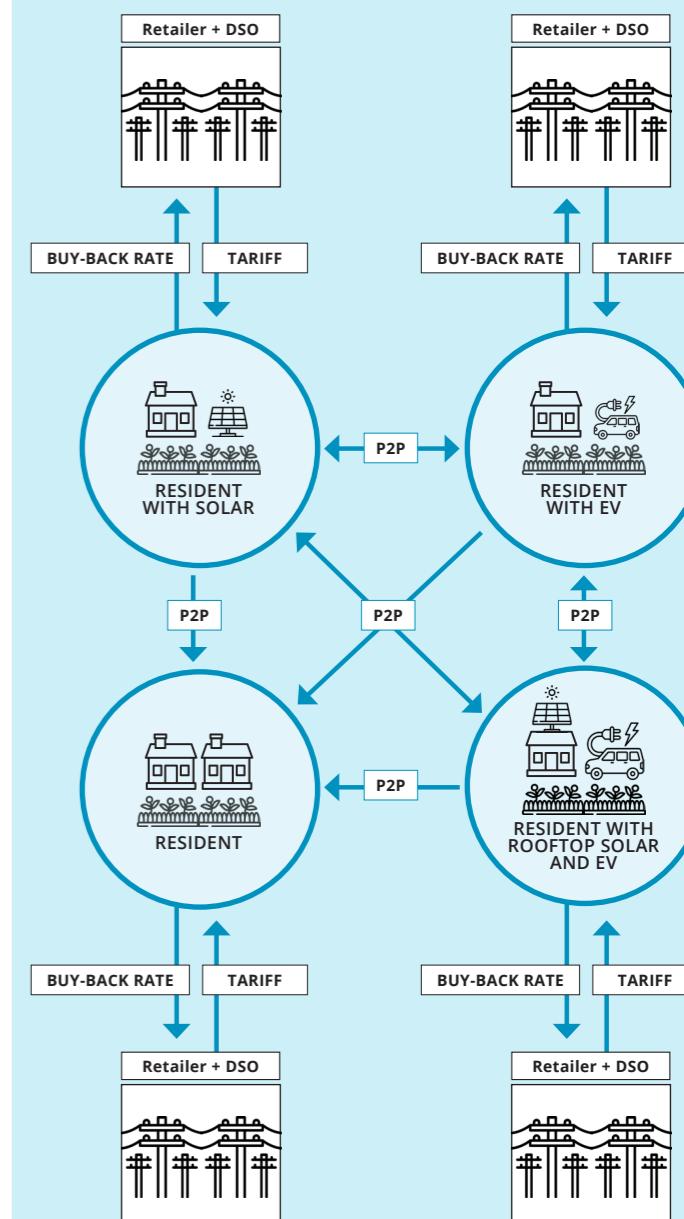 Retailer + DSO
Retailer + DSO
BUY-BACK RATE
TARIFF
BUY-BACK RATE
TARIFF
RESIDENT
WITH SOLAR
P2P
RESIDENT
WITH EV
P2P
P2P
P2P
RESIDENT
P2P
RESIDENT WITH
ROOFTOP SOLAR
AND EV
BUY-BACK RATE
TARIFF
BUY-BACK RATE
TARIFF
Retailer + DSO
Retailer + DSO